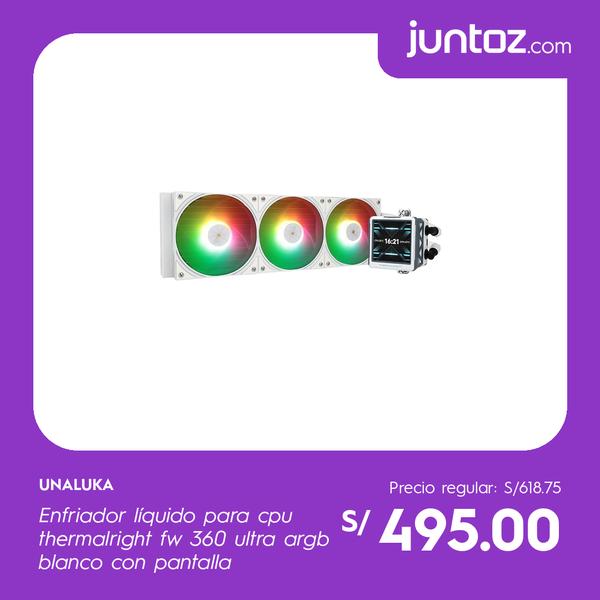 juntoz.com
16:21
UNALUKA
Enfriador líquido para cpu
thermalright fw 360 ultra argb
blanco con pantalla
Precio regular: S/618.75
S/ 495.00